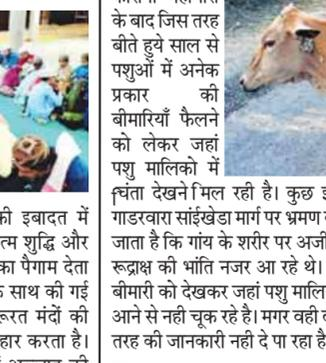 के बाद जिस तरह
बीते हुये साल से
पशुओं में अनेक
प्रकार की
बीमारियाँ फैलने
को लेकर जहां
पशु मालिको में
चिंता देखने मिल रही है। कुछ
गाडरवारा सांईखेडा मार्ग पर भ्रमण
जाता है कि गांय के शरीर पर अजी
रूद्राक्ष की भांति नजर आ रहे थे।
बीमारी को देखकर जहां पशु मालि
आने से नही चूक रहे है। मगर वही
तरह की जानकारी नही दे पा रहा है
की इबादत में
त्म शुद्धि और
का पैगाम देता
साथ की गई
रूरत मंदों की
हार करता है।